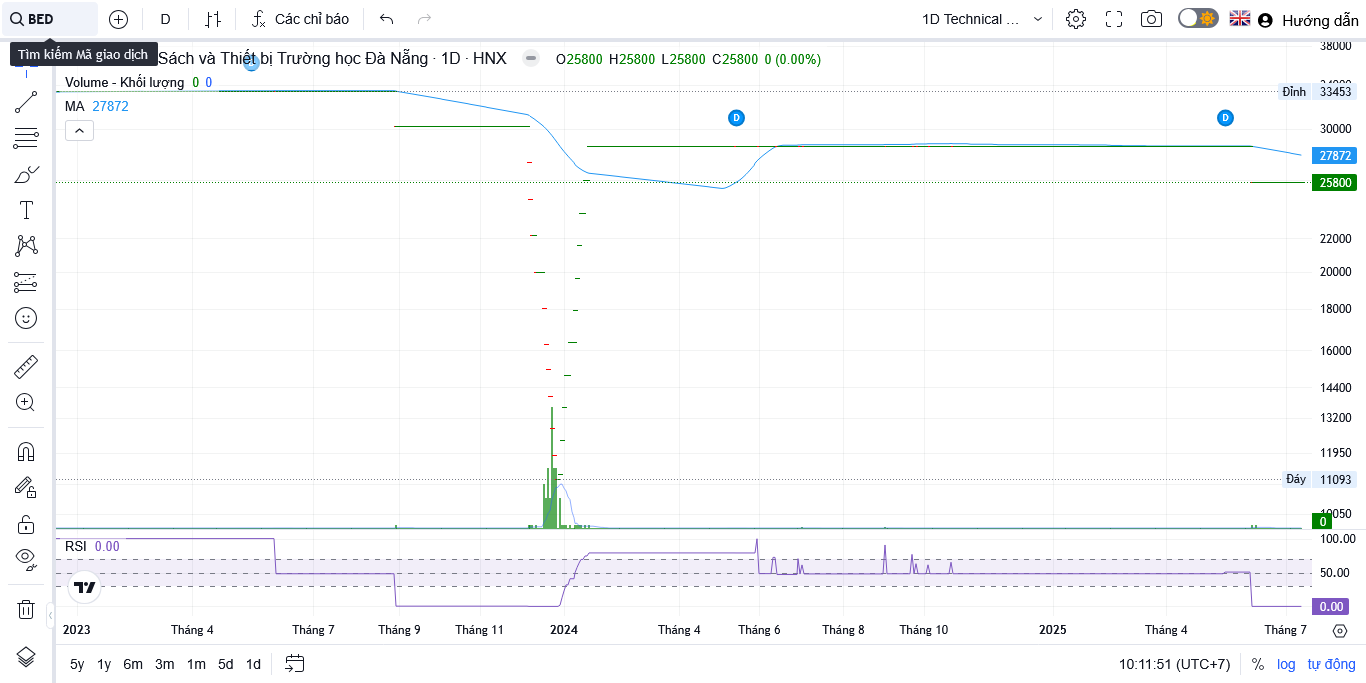 BED
D
Các chỉ báo
1D Technical ...
Hướng dẫn
Tìm kiếm Mã giao dịch
Sách và Thiết bị Trường học Đà Nẵng · 1D · HNX
O25800 H25800 L25800 C25800 0 (0.00%)
Volume - Khối lượng 0 0
MA 27872
38000
Đỉnh 33453
30000
27872
25800
22000
20000
18000
16000
14400
13200
11950
Đáy 11093
10050
0
D
D
RSI 0.00
100.00
50.00
0.00
2023 Tháng 4 Tháng 7 Tháng 9 Tháng 11 2024 Tháng 4 Tháng 6 Tháng 8 Tháng 10 2025 Tháng 4 Tháng 7
5y 1y 6m 3m 1m 5d 1d
10:11:51 (UTC+7) % log tự động